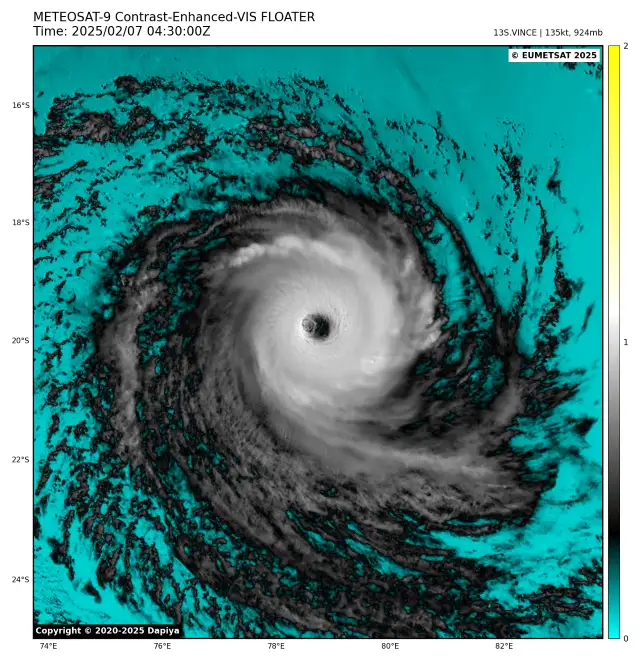 METEOSAT-9 Contrast-Enhanced-VIS FLOATER
Time: 2025/02/07 04:30:00Z
13S.VINCE | 135kt, 924mb
© EUMETSAT 2025
2
16°S
18°S
20°S
1
22°S
24°S
Copyright © 2020-2025 Dapiya
0
74°E 76°E 78°E 80°E 82°E